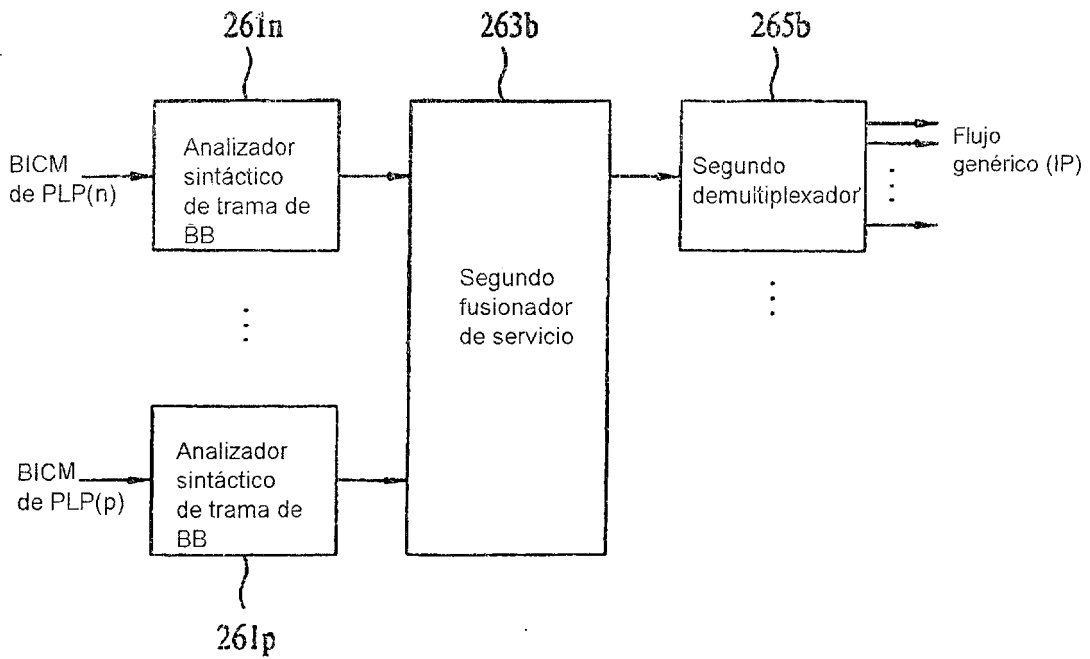 261n
263b
265b
BICM
de PLP(n)
Analizador
sintáctico
de trama de
BB
Segundo
fusionador
de servicio
Segundo
demultiplexador
Flujo
genérico (IP)
BICM
de PLP(p)
Analizador
sintáctico
de trama de
BB
261p